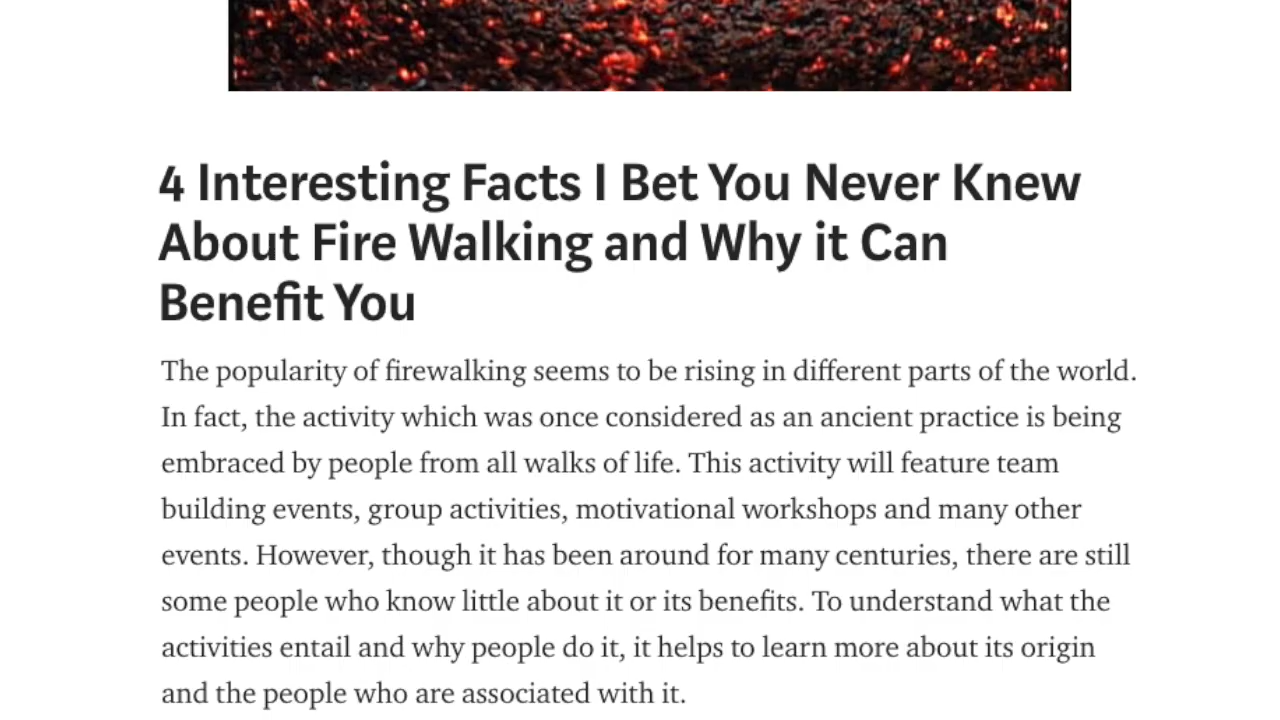 4 Interesting Facts I Bet You Never Knew
About Fire Walking and Why it Can
Benefit You
The popularity of firewalking seems to be rising in different parts of the world.
In fact, the activity which was once considered as an ancient practice is being
embraced by people from all walks of life. This activity will feature team
building events, group activities, motivational workshops and many other
events. However, though it has been around for many centuries, there are still
some people who know little about it or its benefits. To understand what the
activities entail and why people do it, it helps to learn more about its origin
and the people who are associated with it.